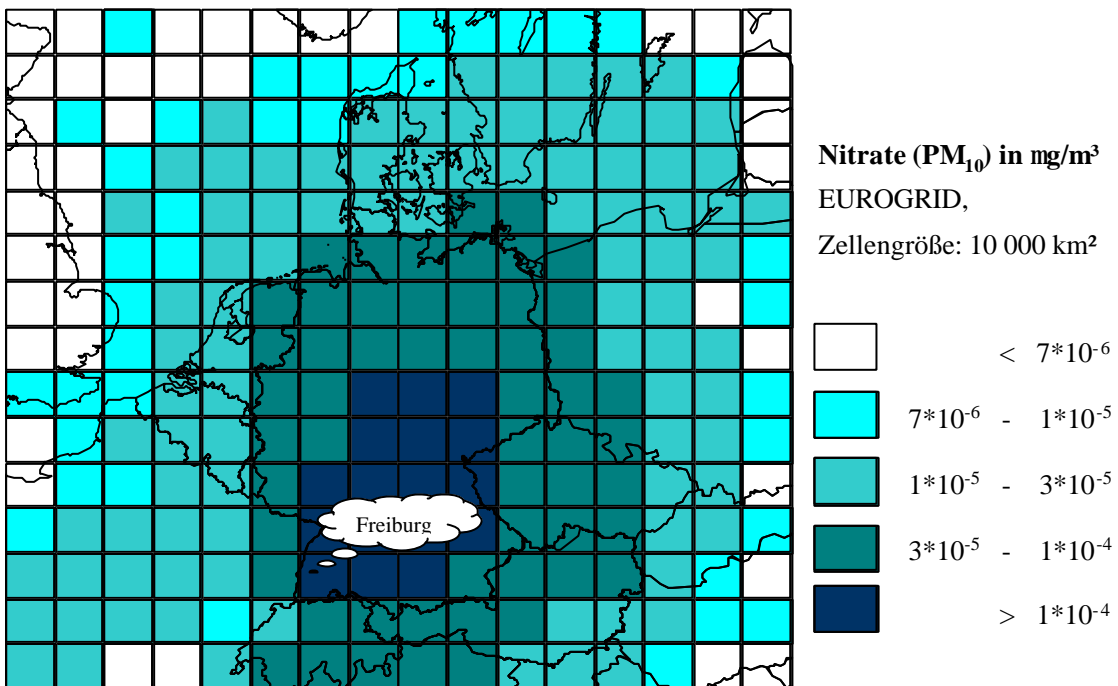 Nitrate (PM₁₀) in mg/m³
EUROGRID,
Zellengröße: 10 000 km²
< 7*10⁻⁶
7*10⁻⁶ - 1*10⁻⁵
1*10⁻⁵ - 3*10⁻⁵
Freiburg
3*10⁻⁵ - 1*10⁻⁴
> 1*10⁻⁴